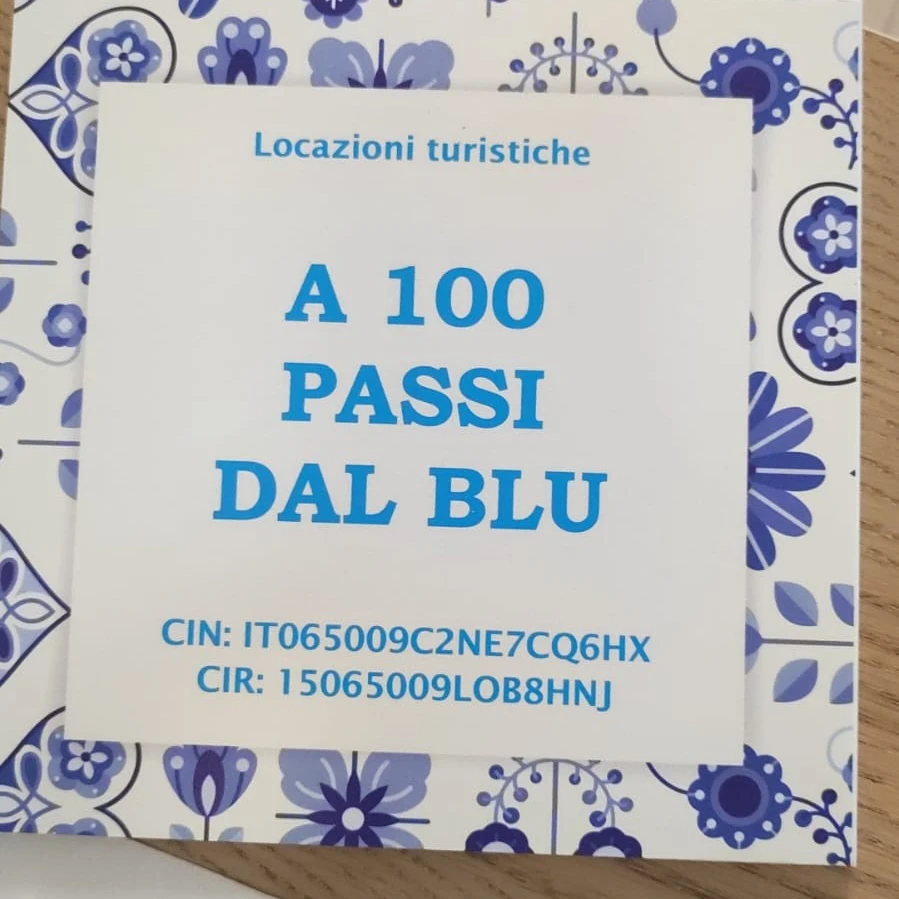 Locazioni turistiche
A 100
PASSI
DAL BLU
CIN: IT065009C2NE7CQ6HX
CIR: 15065009LOB8HNJ